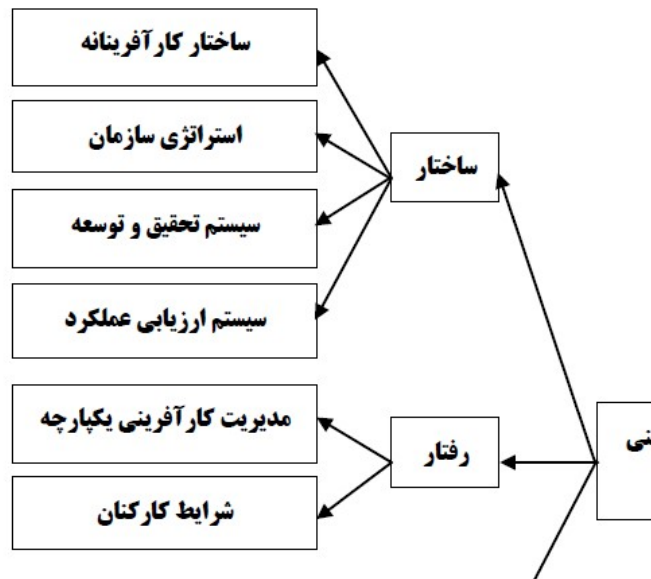 ساختار کارآفرینانه
استراتژی سازمان
ساختار
سیستم تحقیق و توسعه
سیستم ارزیابی عملکرد
مدیریت کارآفرینی یکپارچه
رفتار
شرایط کارکنان